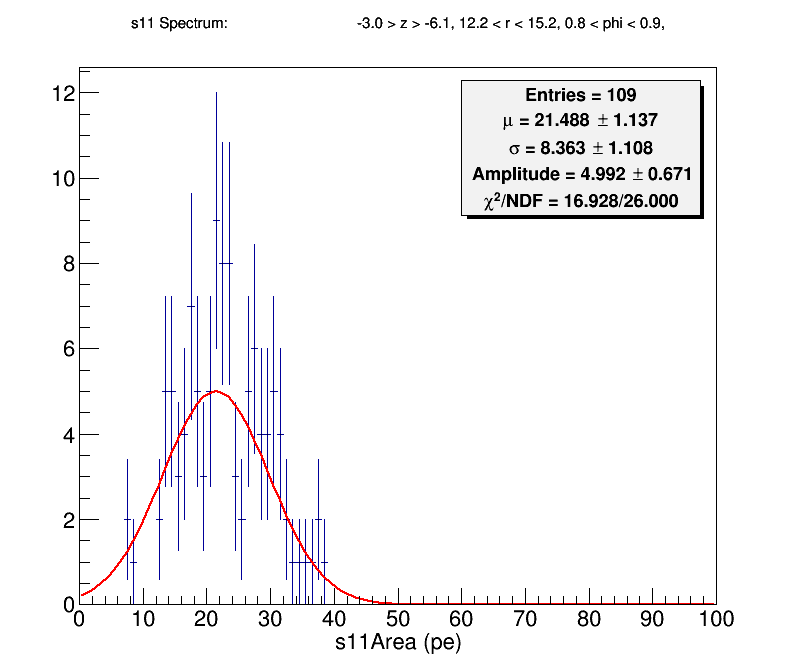 s11 Spectrum: -3.0 > z > -6.1, 12.2 < r < 15.2, 0.8 < phi < 0.9,
Entries = 109
μ = 21.488 ± 1.137
σ = 8.363 ± 1.108
Amplitude = 4.992 ± 0.671
χ²/NDF = 16.928/26.000
12
10
8
6
4
2
0
0 10 20 30 40 50 60 70 80 90 100
s11Area (pe)